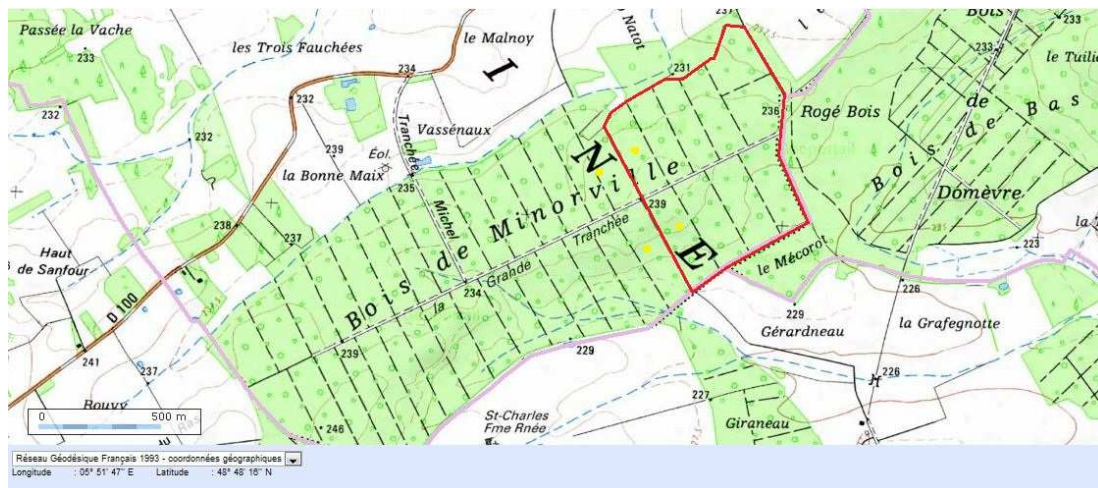 Passée la Vache
233
les Trois Fauchées
le Malnoy
I
Natot
237
l e
Bois
233
233
le Tuilie
234
231
232
232
232
Vassénaux
Tranchée
Michel
239
Éol.
la Bonne Maix
235
236
Rogé Bois
Bois de Bas
de
N
Bois de Minorville
239
Domèvre
238
237
Haut
de Sanfour
la Grande Tranchée
E
le Mécorot
223
234
226
229
D 100
Gérardneau
la Grafegnotte
239
229
241
237
226
227
Rouvy
0 500 m
246
St-Charles
Fme Rnée
Giraneau
Réseau Géodésique Français 1993 - coordonnées géographiques
Longitude : 05° 51' 47" E Latitude : 48° 48' 16" N